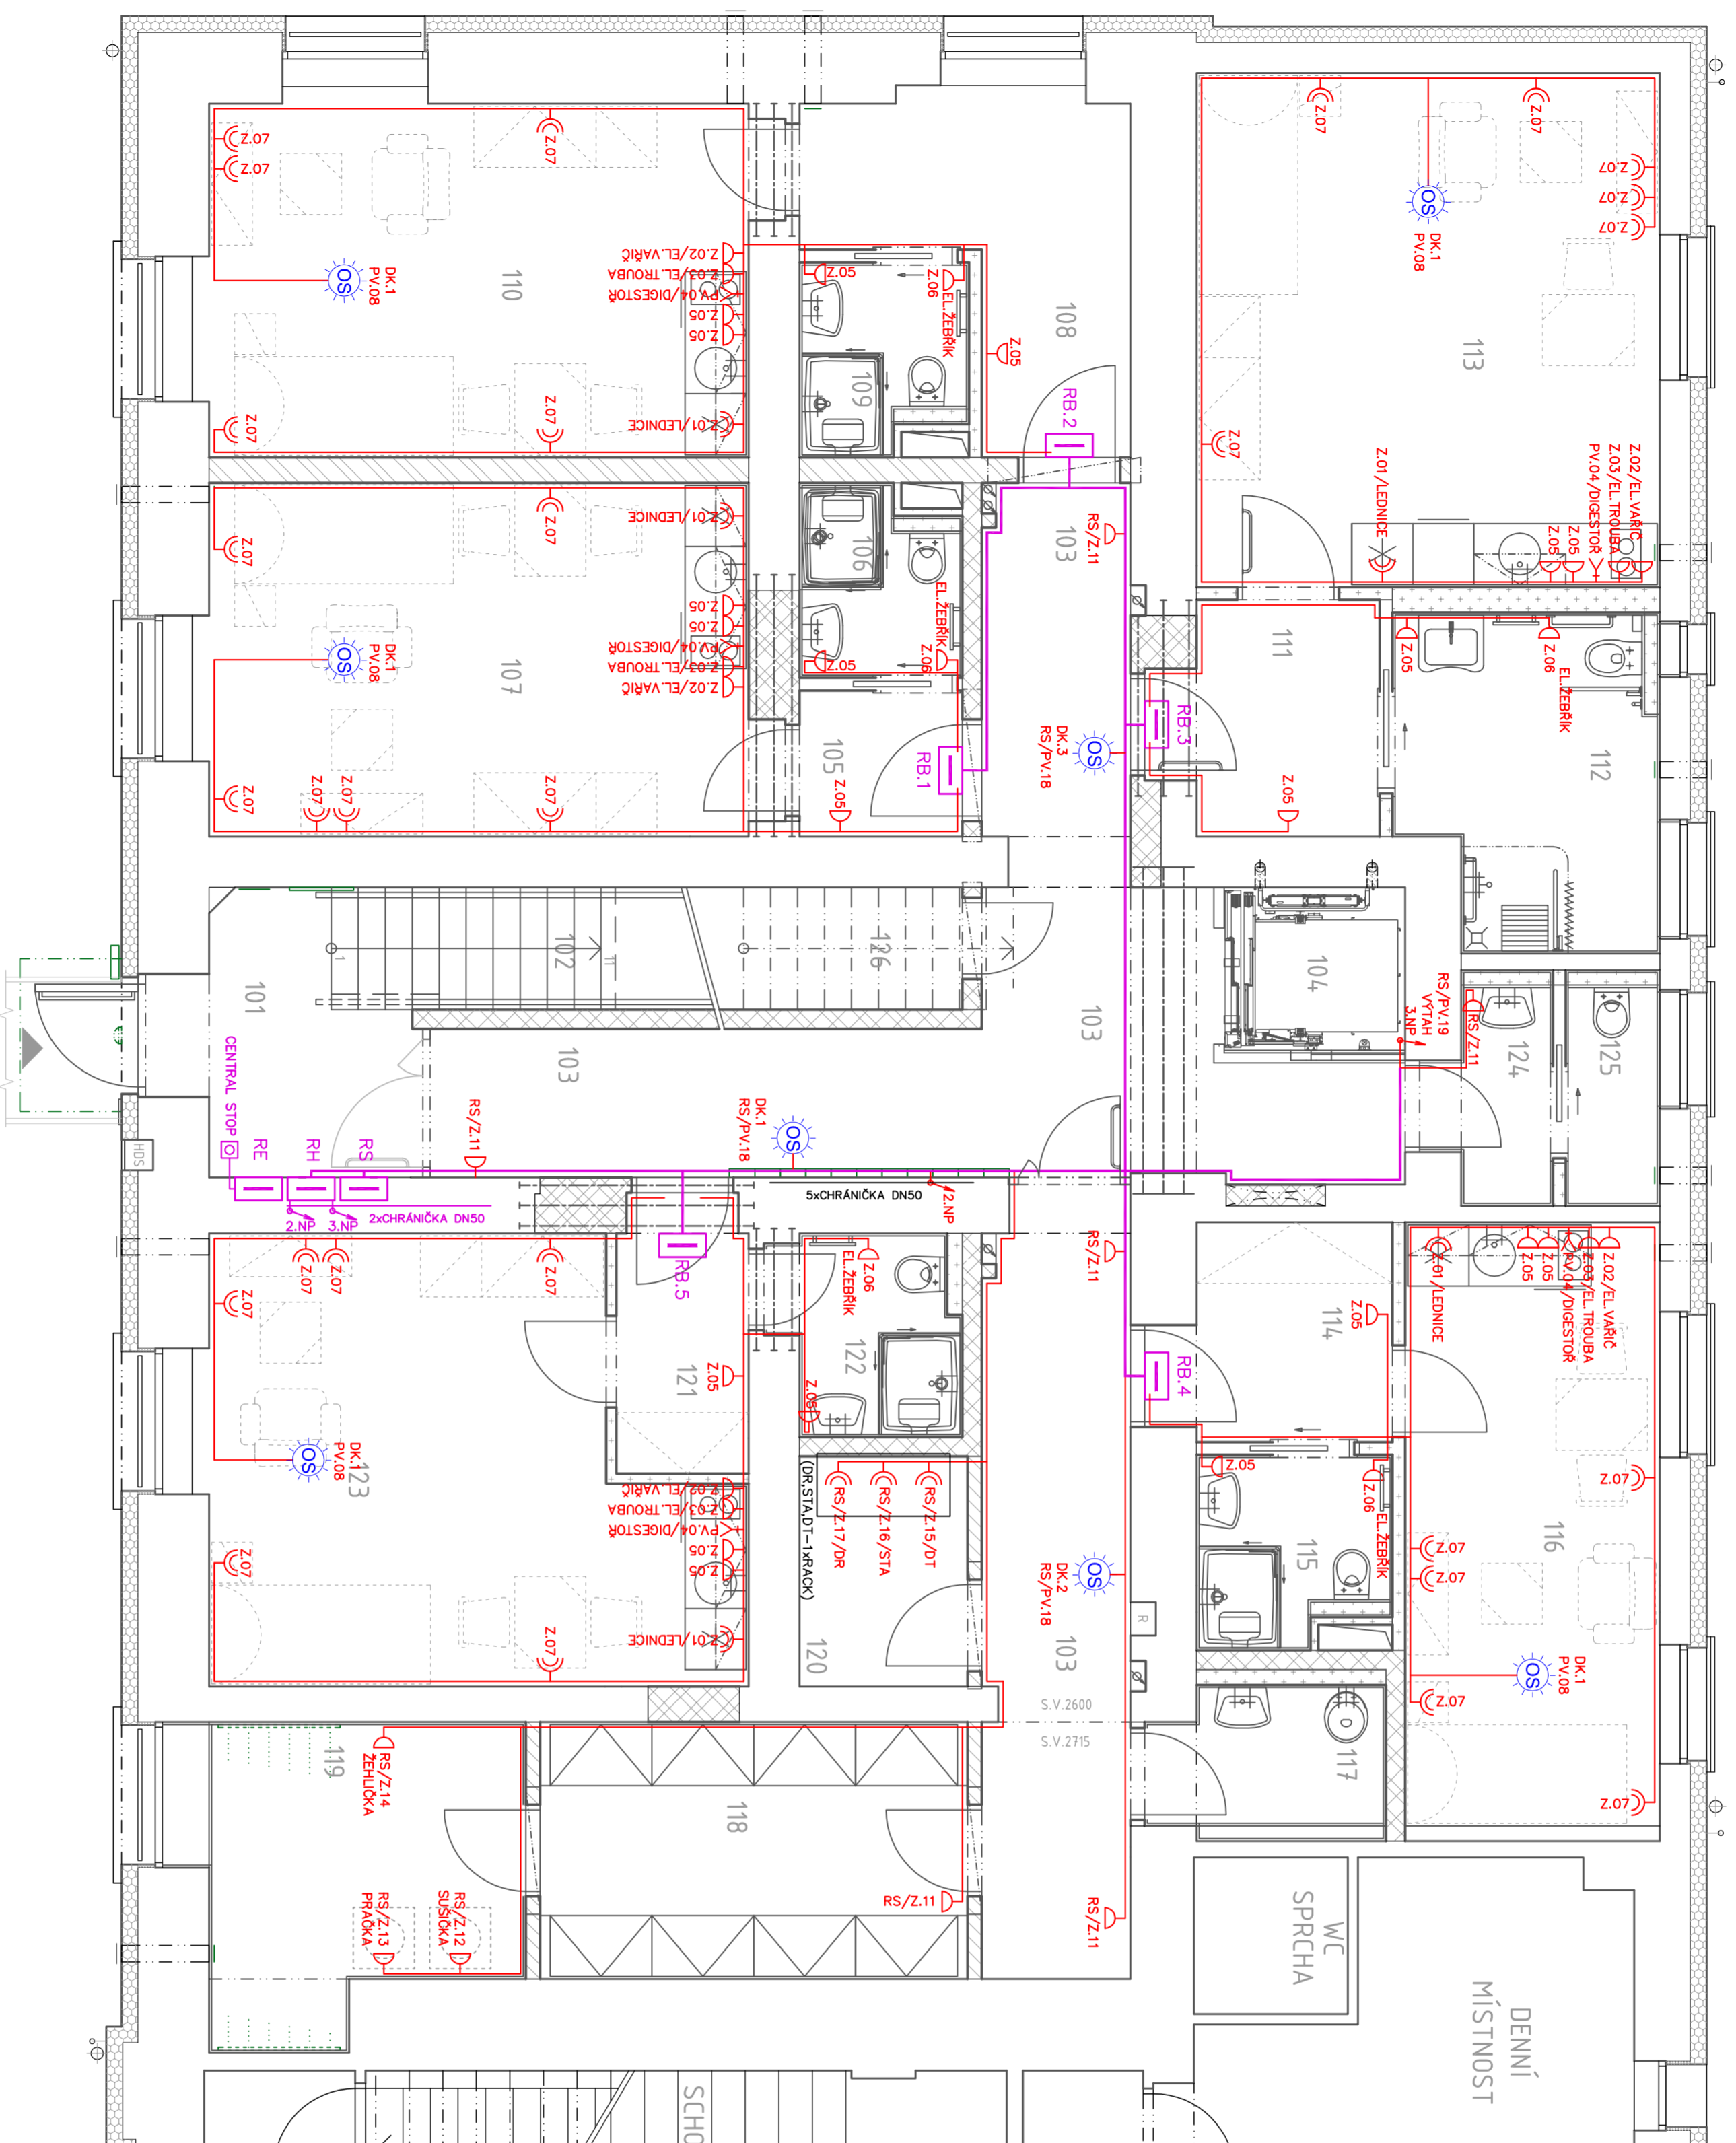 Z.07
Z.07
DK.1
PV.08
Z.07
Z.07
Z.07
113
Z.07
Z.01/LEDNICE
Z.02/EL.VAŘIČ
Z.03/EL.TROUBA
PV.04/DIGESTOŘ
Z.05
Z.05
Z.07
Z.07
Z.07
DK.1
PV.08
110
Z.02/EL.VAŘIČ
Z.03/EL.TROUBA
PV.04/DIGESTOŘ
Z.05
Z.05
Z.07
Z.07
Z.01/LEDNICE
Z.05
Z.06
EL.ŽEBŘÍK
109
108
Z.05
RB.2
Z.07
Z.07
Z.01/LEDNICE
Z.05
Z.05
PV.04/DIGESTOŘ
Z.03/EL.TROUBA
Z.02/EL.VAŘIČ
DK.1
PV.08
107
Z.07
Z.07
Z.07
Z.07
106
EL.ŽEBŘÍK
Z.06
Z.05
105
Z.05
RB.1
RS/Z.11
103
DK.3
RS/PV.18
RB.3
111
Z.05
Z.05
Z.06
EL.ŽEBŘÍK
112
101
102
1
11
126
103
103
104
RS/PV.19
VÝTAH
3.NP
RS/Z.11
124
125
CENTRAL STOP
HDS
RE
RH
RS
2.NP
3.NP
2xCHRÁNIČKA DN50
RS/Z.11
DK.1
RS/PV.18
5xCHRÁNIČKA DN50
2.NP
RB.5
Z.07
Z.07
Z.07
Z.07
121
Z.05
Z.06
EL.ŽEBŘÍK
122
Z.05
DK.1
PV.08
123
Z.02/EL.VAŘIČ
Z.03/EL.TROUBA
PV.04/DIGESTOŘ
Z.05
Z.05
Z.01/LEDNICE
Z.07
Z.07
(DR,STA,DT-1xRACK)
RS/Z.17/DR
RS/Z.16/STA
RS/Z.15/DT
120
RS/Z.11
DK.2
RS/PV.18
103
S.V.2600
S.V.2715
R
RB.4
114
Z.05
Z.01/LEDNICE
Z.05
Z.05
PV.04/DIGESTOŘ
Z.03/EL.TROUBA
Z.02/EL.VAŘIČ
Z.05
Z.06
EL.ŽEBŘÍK
115
Z.07
Z.07
Z.07
116
DK.1
PV.08
Z.07
Z.07
117
119
RS/Z.14
ŽEHLIČKA
RS/Z.13
PRAČKA
RS/Z.12
SUŠIČKA
118
RS/Z.11
RS/Z.11
WC
SPRCHA
DENNÍ
MÍSTNOST
SCHO
OS
OS
OS
OS
OS
OS
OS
OS